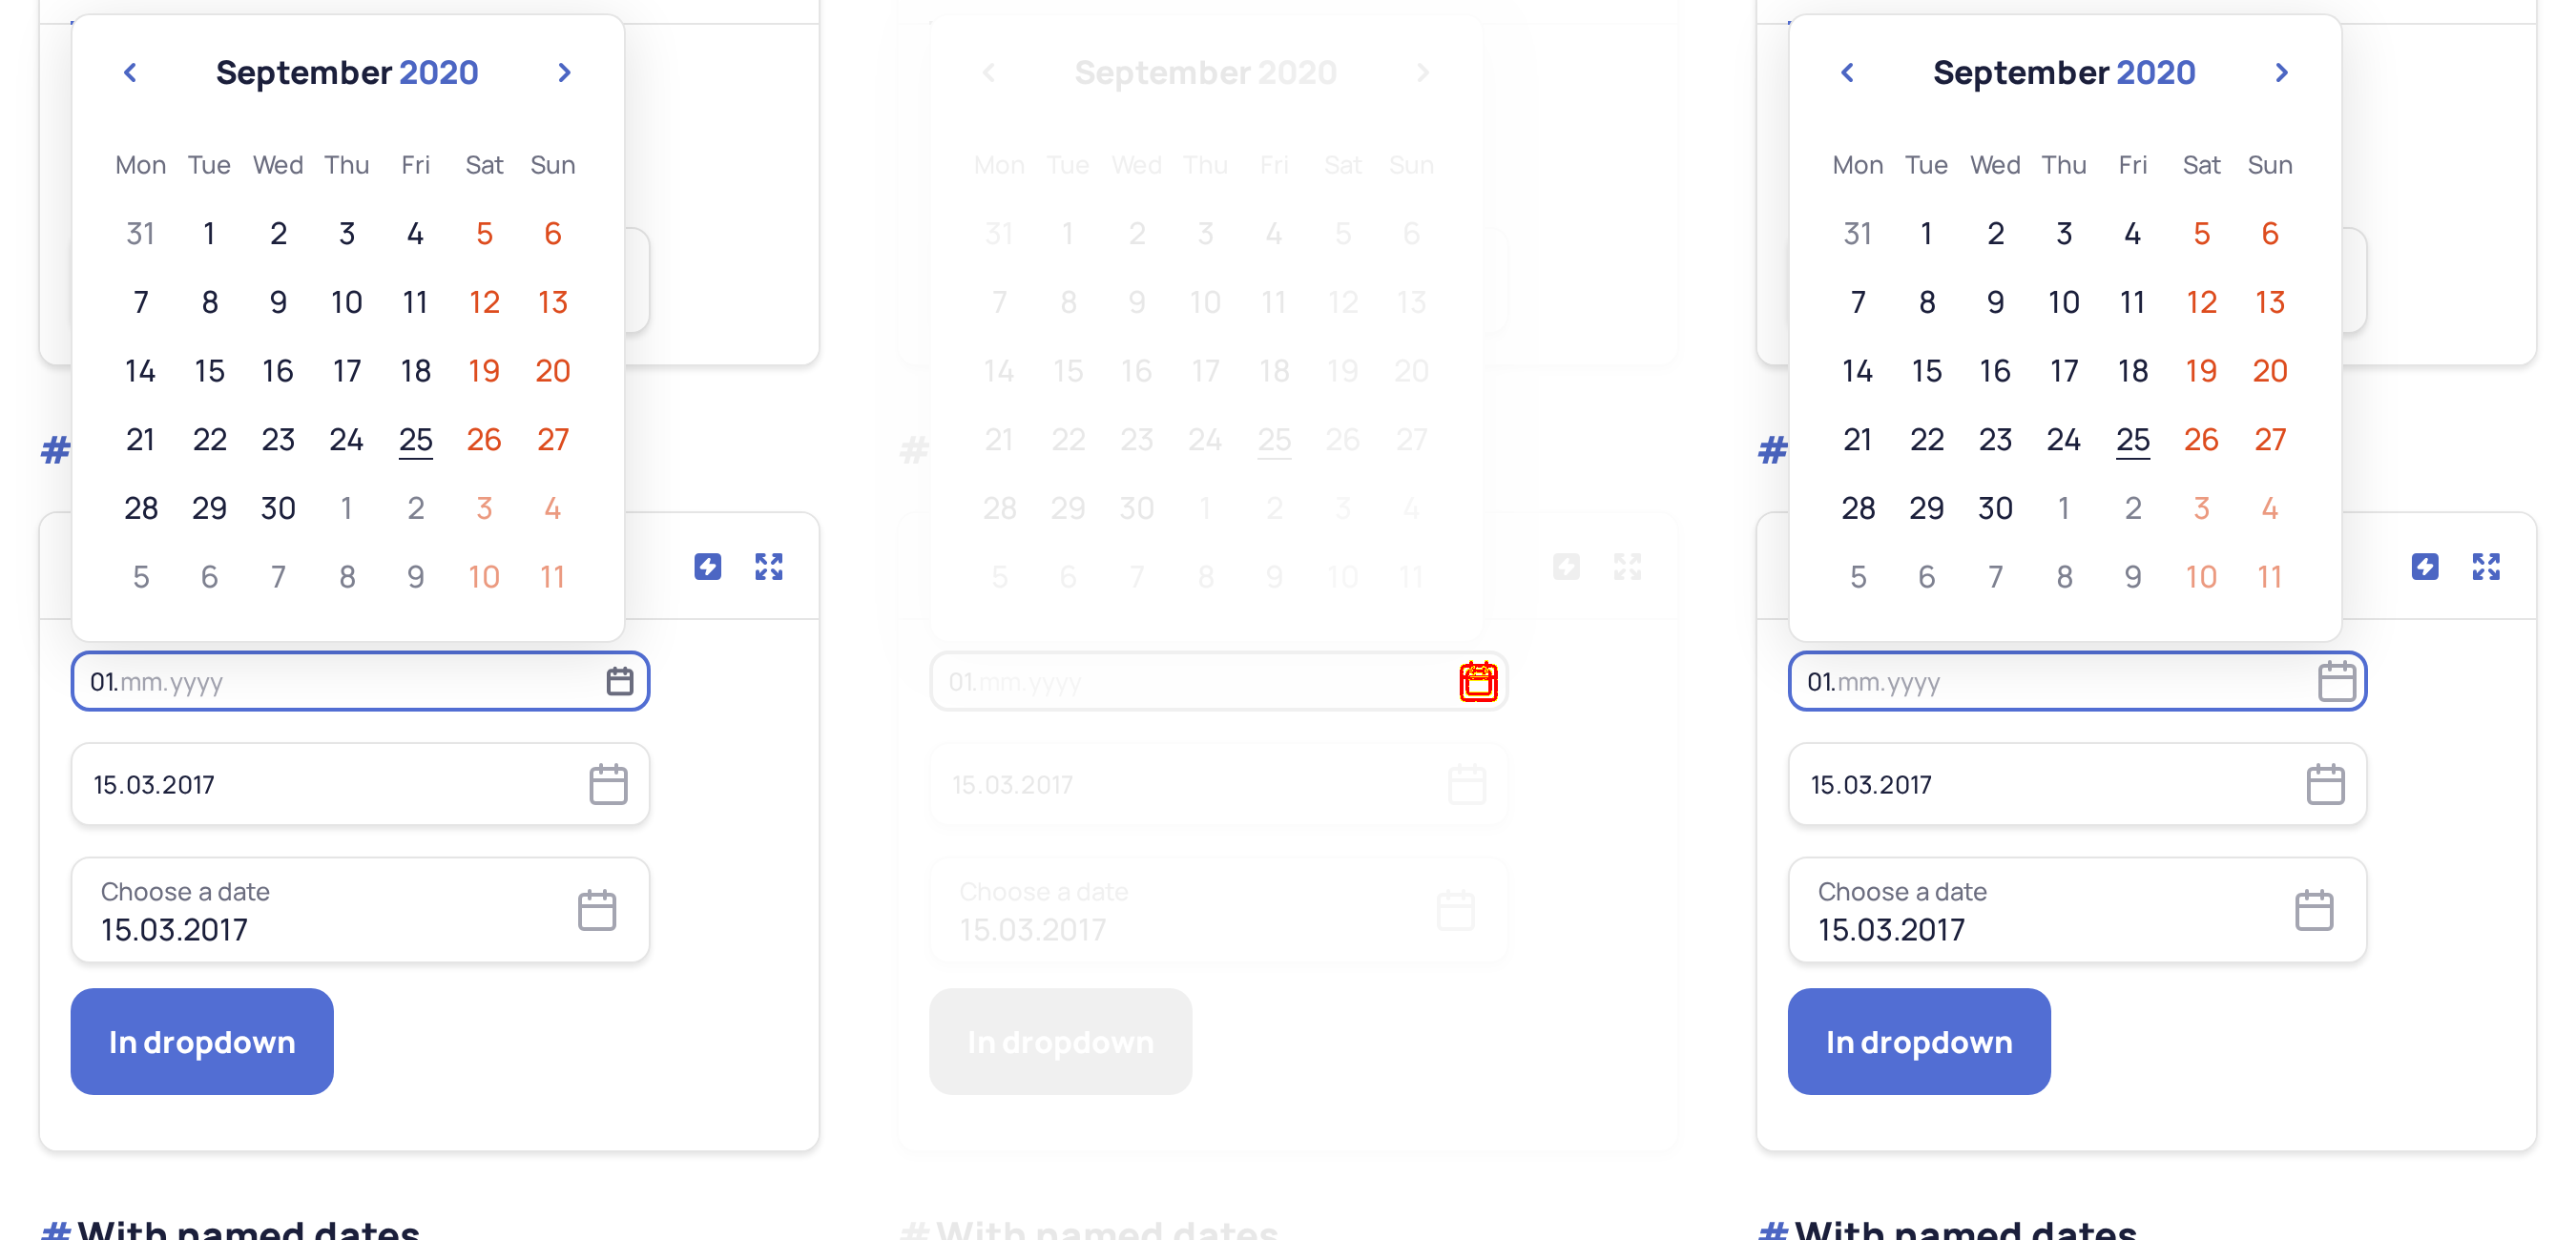 September 2020
Mon Tue Wed Thu Fri Sat Sun
31 1 2 3 4 5 6
7 8 9 10 11 12 13
14 15 16 17 18 19 20
21 22 23 24 25 26 27
28 29 30 1 2 3 4
5 6 7 8 9 10 11
#
01.mm.yyyy
15.03.2017
Choose a date
15.03.2017
In dropdown
# With named dates
September 2020
Mon Tue Wed Thu Fri Sat Sun
31 1 2 3 4 5 6
7 8 9 10 11 12 13
14 15 16 17 18 19 20
21 22 23 24 25 26 27
28 29 30 1 2 3 4
5 6 7 8 9 10 11
#
01.mm.yyyy
15.03.2017
Choose a date
15.03.2017
In dropdown
# With named dates
September 2020
Mon Tue Wed Thu Fri Sat Sun
31 1 2 3 4 5 6
7 8 9 10 11 12 13
14 15 16 17 18 19 20
21 22 23 24 25 26 27
28 29 30 1 2 3 4
5 6 7 8 9 10 11
#
01.mm.yyyy
15.03.2017
Choose a date
15.03.2017
In dropdown
# With named dates